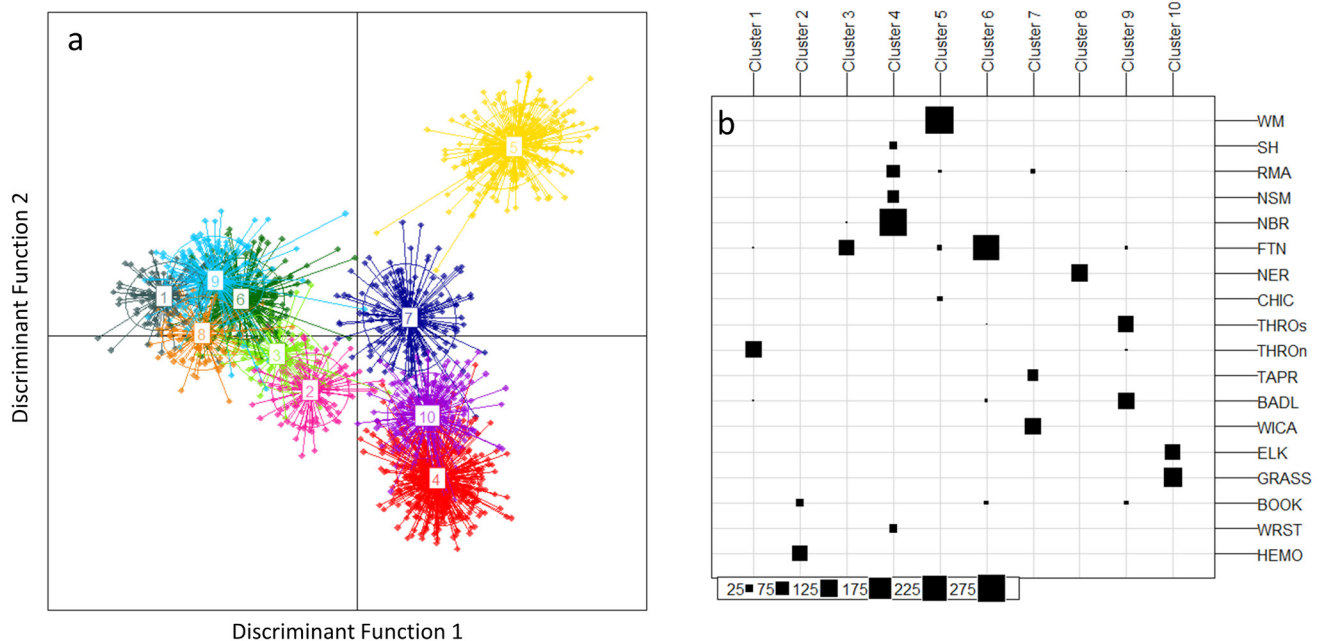 a
Discriminant Function 2
5
1
9
6
8
3
7
2
10
4
Discriminant Function 1
Cluster 1
Cluster 2
Cluster 3
Cluster 4
Cluster 5
Cluster 6
Cluster 7
Cluster 8
Cluster 9
Cluster 10
b
WM
SH
RMA
NSM
NBR
FTN
NER
CHIC
THROs
THROn
TAPR
BADL
WICA
ELK
GRASS
BOOK
WRST
HEMO
25 75 125 175 225 275